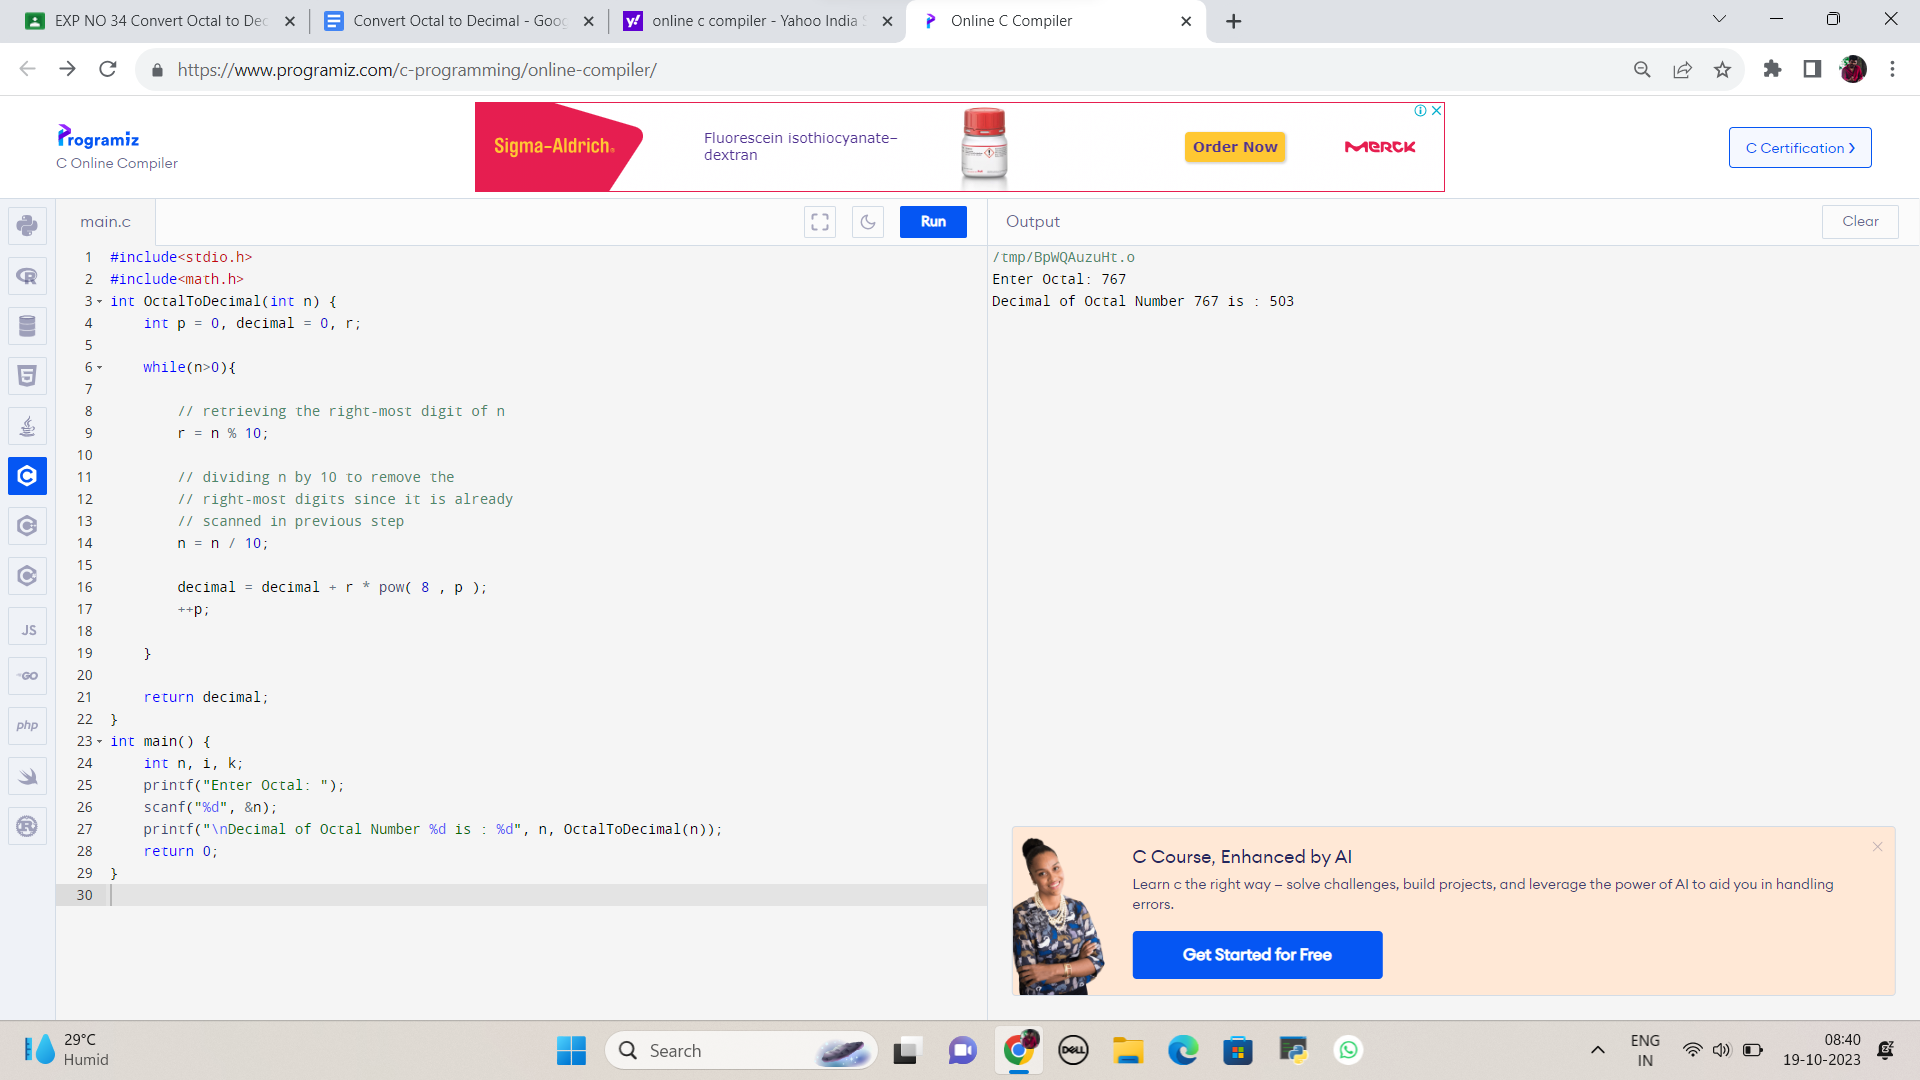 EXP NO 34 Convert Octal to Dec
Convert Octal to Decimal - Goog
online c compiler - Yahoo India S
Online C Compiler
https://www.programiz.com/c-programming/online-compiler/
Programiz
C Online Compiler
Sigma-Aldrich.
Fluorescein isothiocyanate–
dextran
Order Now
MERCK
C Certification >
main.c
Run
Output
Clear
1 #include<stdio.h>
2 #include<math.h>
3 int OctalToDecimal(int n) {
4 int p = 0, decimal = 0, r;
5
6 while(n>0){
7
8 // retrieving the right-most digit of n
9 r = n % 10;
10
11 // dividing n by 10 to remove the
12 // right-most digits since it is already
13 // scanned in previous step
14 n = n / 10;
15
16 decimal = decimal + r * pow( 8 , p );
17 ++p;
18
19 }
20
21 return decimal;
22 }
23 int main() {
24 int n, i, k;
25 printf("Enter Octal: ");
26 scanf("%d", &n);
27 printf("\nDecimal of Octal Number %d is : %d", n, OctalToDecimal(n));
28 return 0;
29 }
30
/tmp/BpWQAuzuHt.o
Enter Octal: 767
Decimal of Octal Number 767 is : 503
JS
GO
php
C Course, Enhanced by AI
Learn c the right way – solve challenges, build projects, and leverage the power of AI to aid you in handling
errors.
Get Started for Free
29°C
Humid
Search
DELL
ENG
IN
08:40
19-10-2023